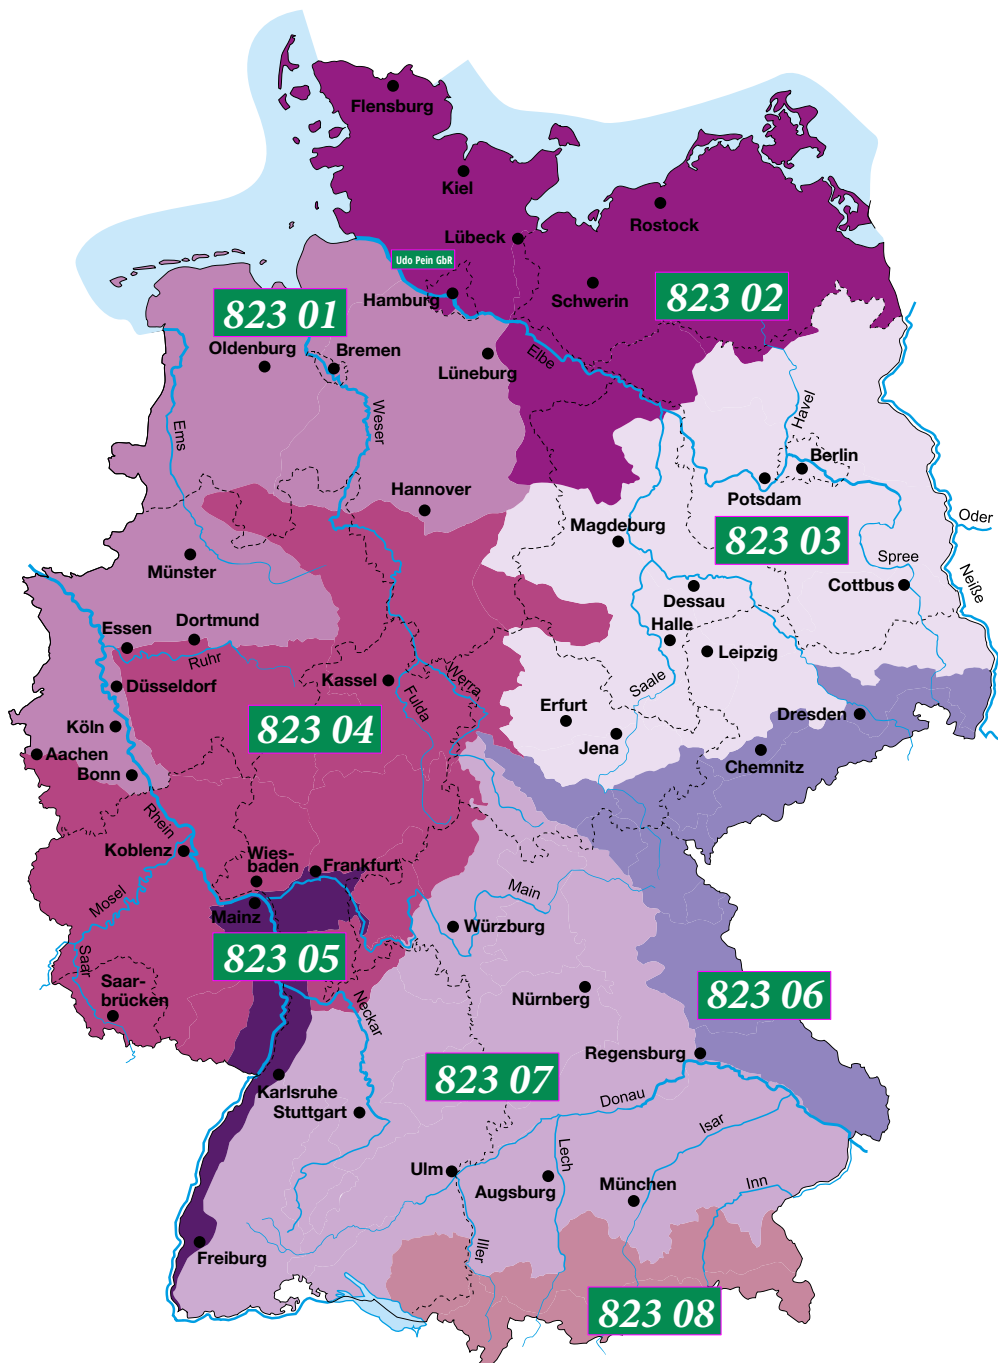 Flensburg
Kiel
Rostock
Lübeck
Udo Pein GbR
Hamburg
Schwerin
823 02
823 01
Oldenburg
Bremen
Lüneburg
Elbe
Ems
Weser
Havel
Berlin
Potsdam
Hannover
Magdeburg
823 03
Oder
Spree
Neiße
Münster
Cottbus
Dessau
Halle
Leipzig
Essen
Dortmund
Ruhr
Düsseldorf
Kassel
Werra
Fulda
Saale
Erfurt
Jena
Dresden
Chemnitz
Köln
823 04
Aachen
Bonn
Rhein
Koblenz
Wies-
baden
Frankfurt
Mosel
Mainz
Main
Würzburg
823 05
Saar
Saar-
brücken
Neckar
Nürnberg
823 06
Regensburg
823 07
Karlsruhe
Stuttgart
Donau
Isar
Lech
Ulm
Augsburg
München
Inn
Iller
Freiburg
823 08